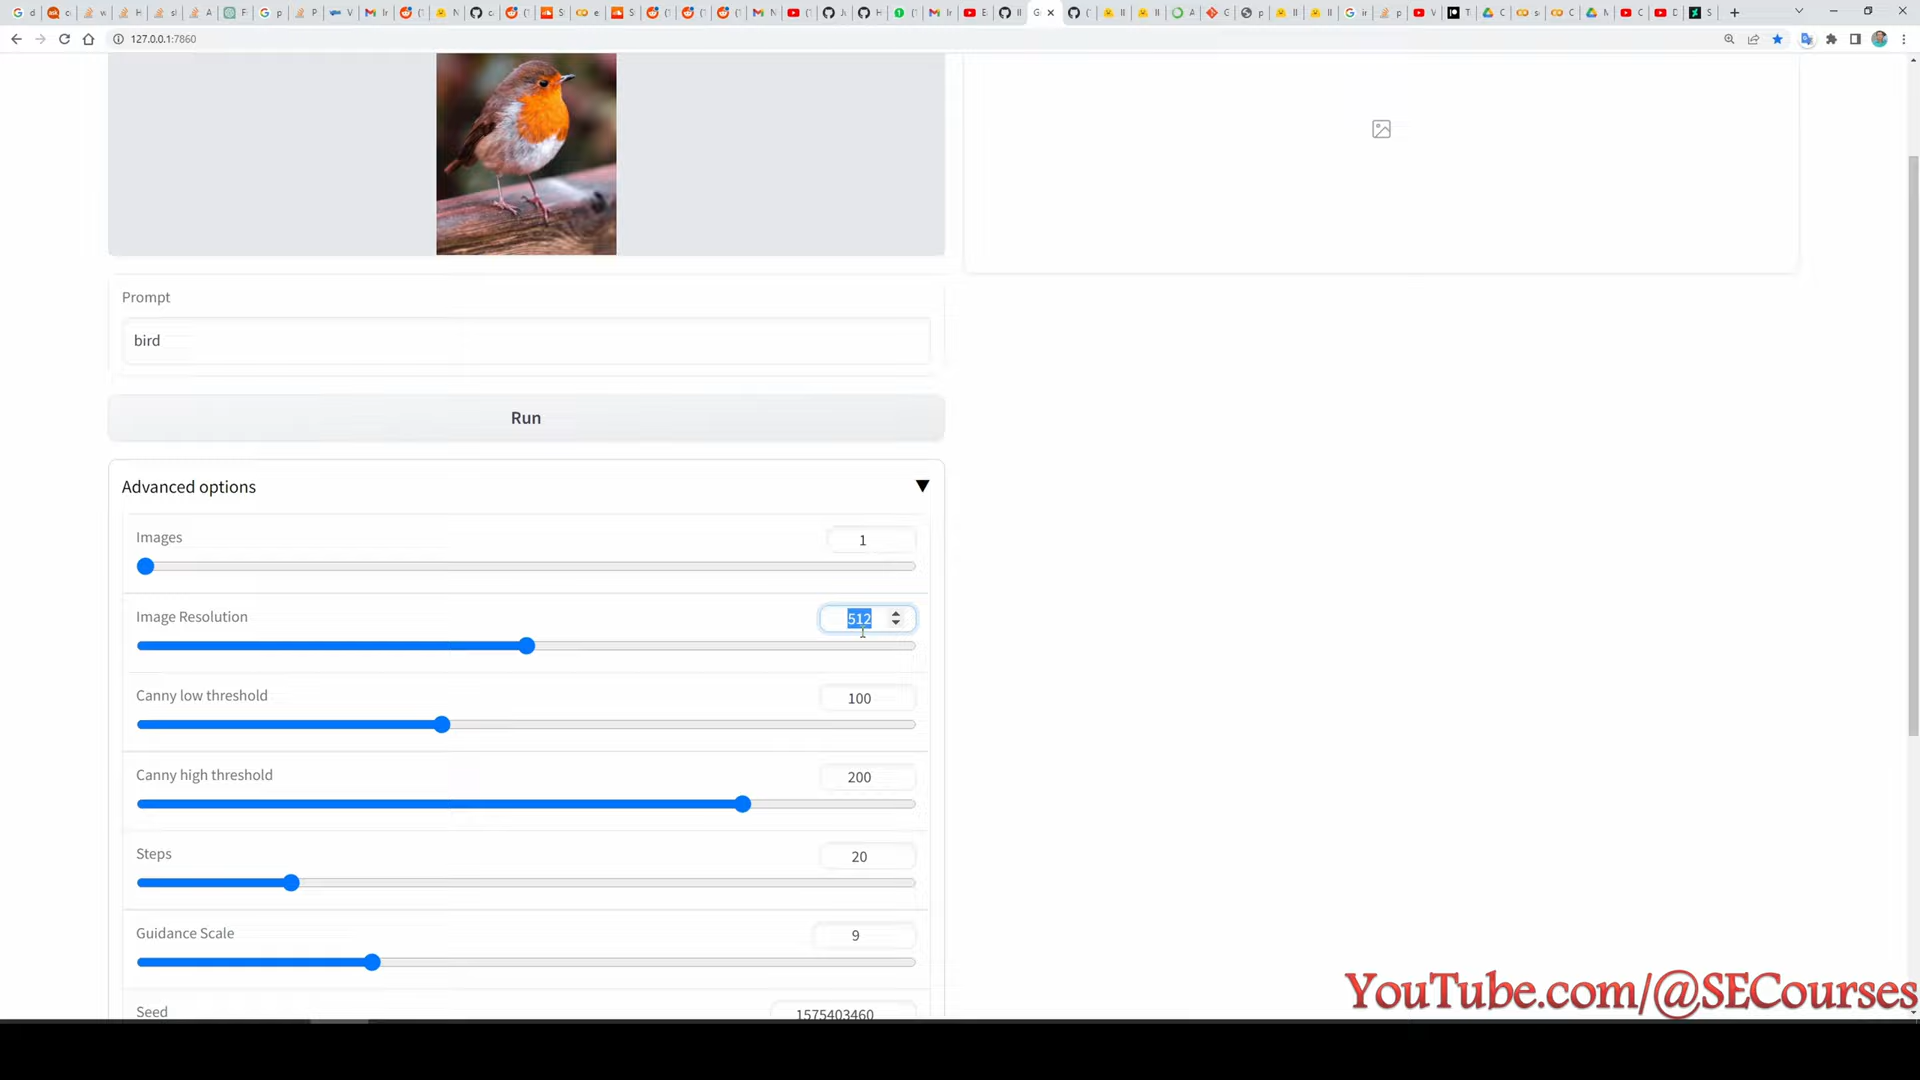 127.0.0.1:7860
Prompt
bird
Run
Advanced options
Images
1
Image Resolution
512
Canny low threshold
100
Canny high threshold
200
Steps
20
Guidance Scale
9
Seed
1575403460
YouTube.com/@SECourses